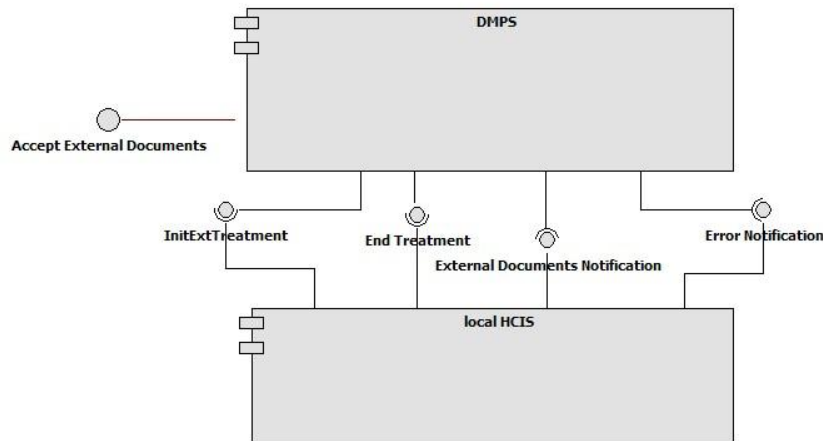 DMPS
Accept External Documents
InitExtTreatment
End Treatment
External Documents Notification
Error Notification
local HCIS